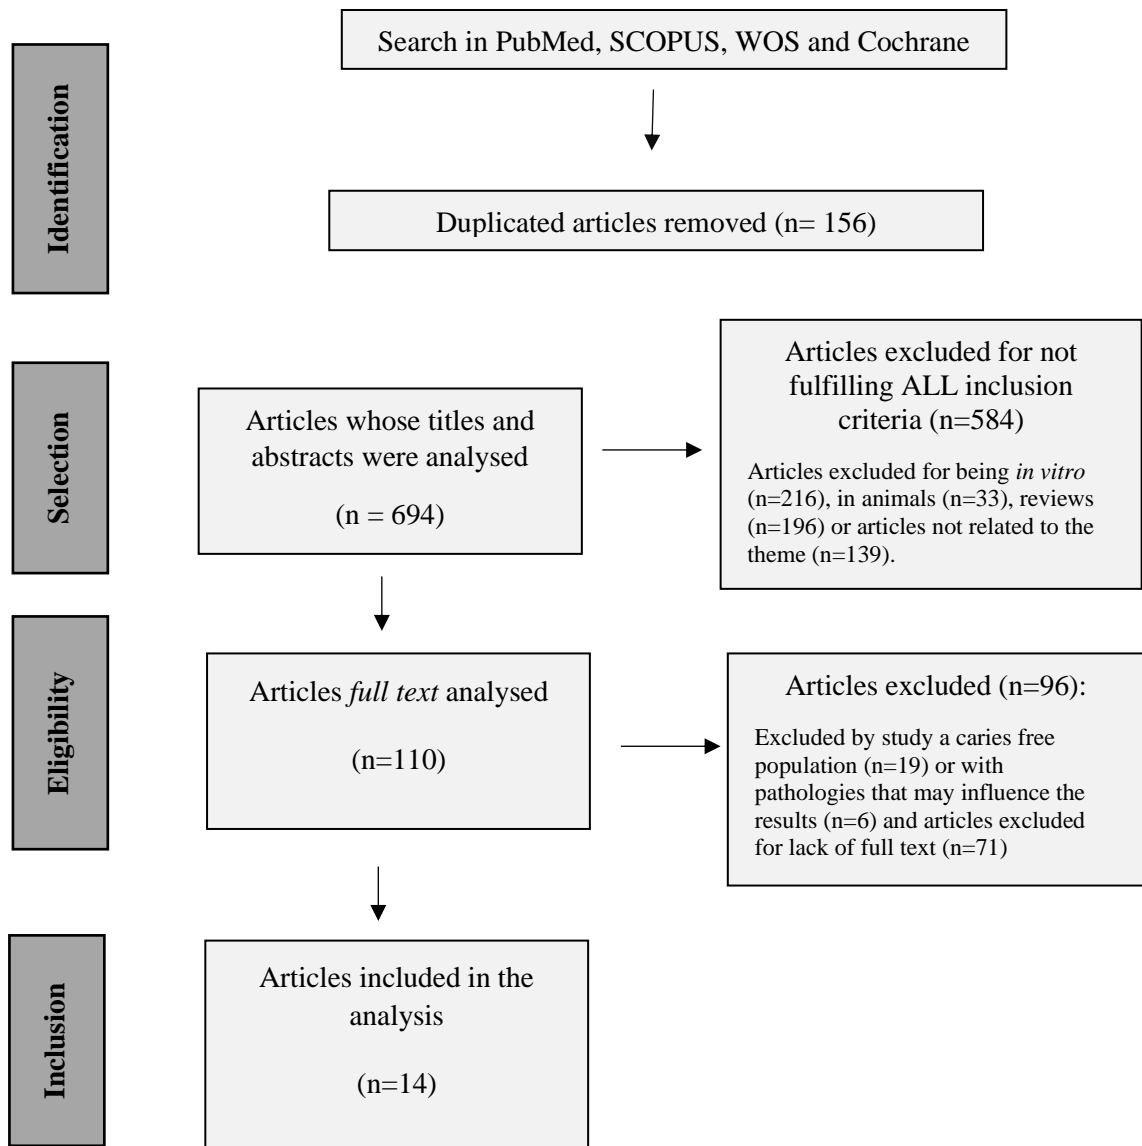 Search in PubMed, SCOPUS, WOS and Cochrane
Identification
Duplicated articles removed (n= 156)
Selection
Articles whose titles and
abstracts were analysed
(n = 694)
Articles excluded for not
fulfilling ALL inclusion
criteria (n=584)
Articles excluded for being in vitro
(n=216), in animals (n=33), reviews
(n=196) or articles not related to the
theme (n=139).
Eligibility
Articles full text analysed
(n=110)
Articles excluded (n=96):
Excluded by study a caries free
population (n=19) or with
pathologies that may influence the
results (n=6) and articles excluded
for lack of full text (n=71)
Inclusion
Articles included in the
analysis
(n=14)